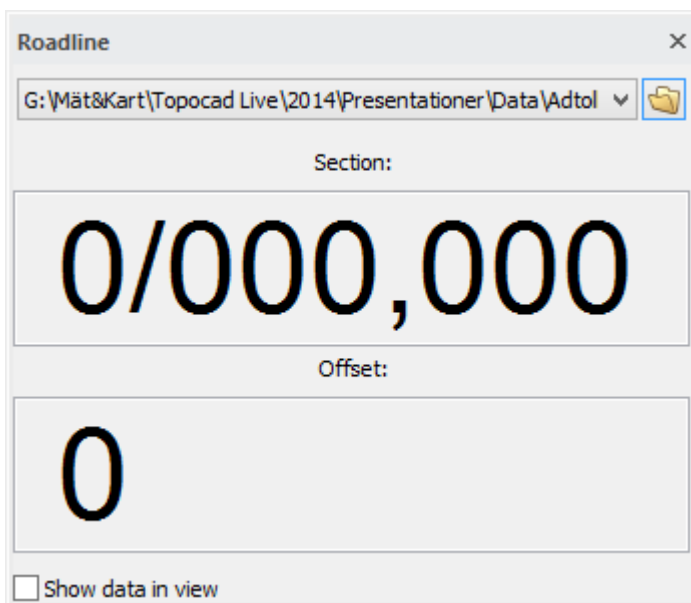 Roadline
G:\Mät&Kart\Topocad Live\2014\Presentationer\Data\Adtol
Section:
0/000,000
Offset:
0
Show data in view